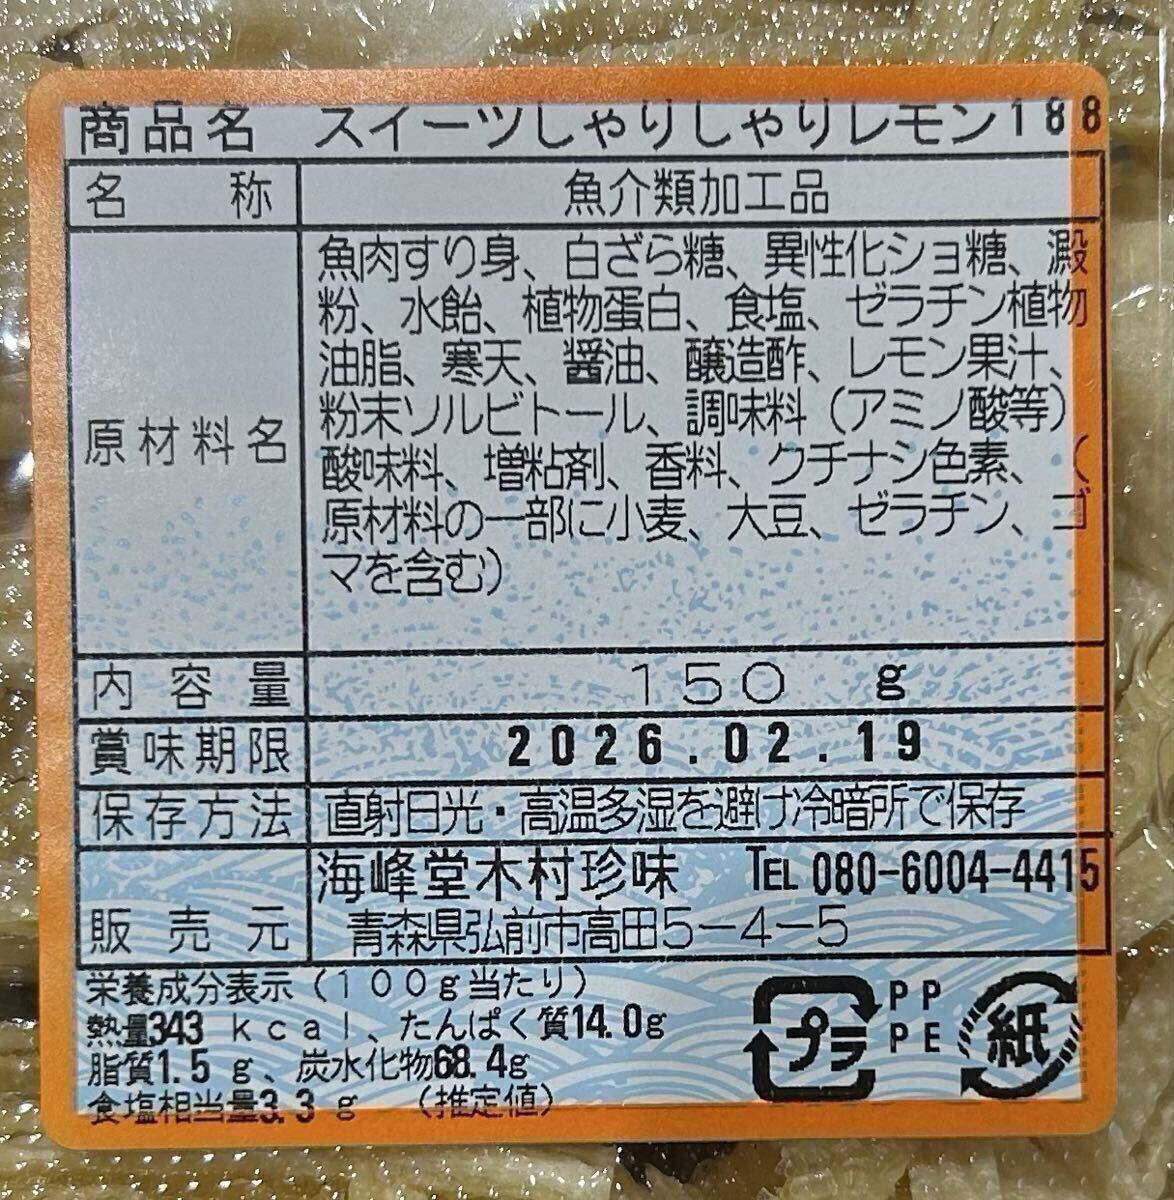 商品名 スイーツしゃりしゃりレモン188
名称 魚介類加工品
原材料名 魚肉すり身、白ざら糖、異性化ショ糖、澱
粉、水飴、植物蛋白、食塩、ゼラチン植物
油脂、寒天、醤油、醸造酢、レモン果汁、
粉末ソルビトール、調味料（アミノ酸等）
酸味料、増粘剤、香料、クチナシ色素、（
原材料の一部に小麦、大豆、ゼラチン、ゴ
マを含む）
内容量 150 g
賞味期限 2026.02.19
保存方法 直射日光・高温多湿を避け冷暗所で保存
販売元 海峰堂木村珍味 TEL 080-6004-4415
青森県弘前市高田5-4-5
栄養成分表示（100g当たり）
熱量343 kcal、たんぱく質14.0g
脂質1.5 g、炭水化物68.4g
食塩相当量3.3 g （推定値）
プラ PP
PE
紙